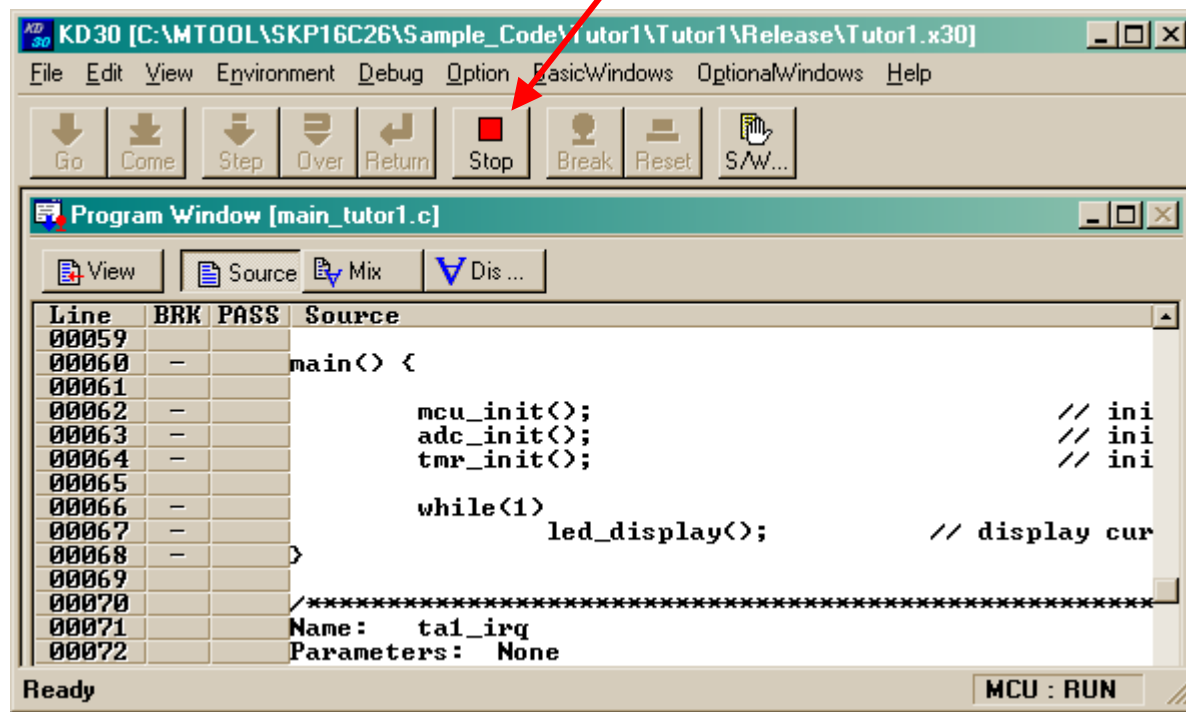 KD30 [C:\MTOOL\SKP16C26\Sample_Code\Tutor1\Tutor1\Release\Tutor1.x30]
File Edit View Environment Debug Option BasicWindows OptionalWindows Help
Go Come Step Over Return Stop Break Reset S/W...
Program Window [main_tutor1.c]
View Source Mix Dis ...
Line BRK PASS Source
00059
00060 - main() {
00061
00062 - mcu_init(); // ini
00063 - adc_init(); // ini
00064 - tmr_init(); // ini
00065
00066 - while(1)
00067 - led_display(); // display cur
00068 - }
00069
00070 /*****************************************************
00071 Name: ta1_irq
00072 Parameters: None
Ready MCU : RUN